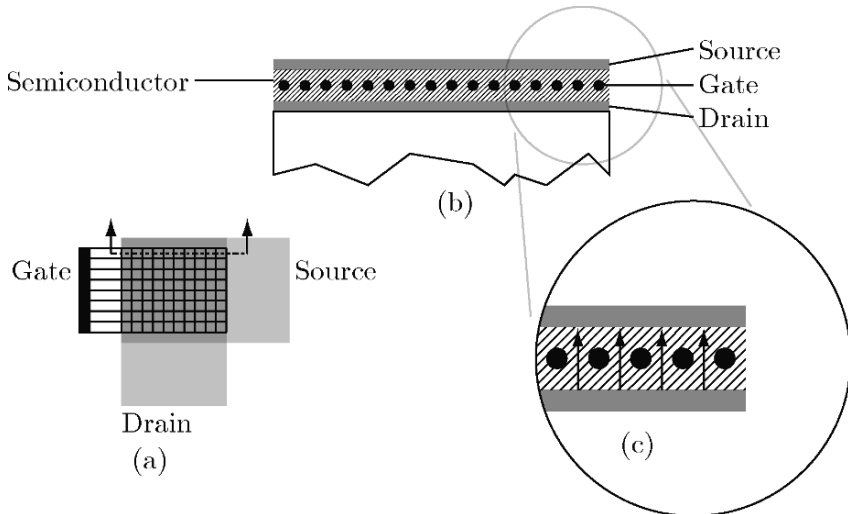 Source
Semiconductor
Gate
Drain
(b)
Gate
Source
Drain
(a)
(c)